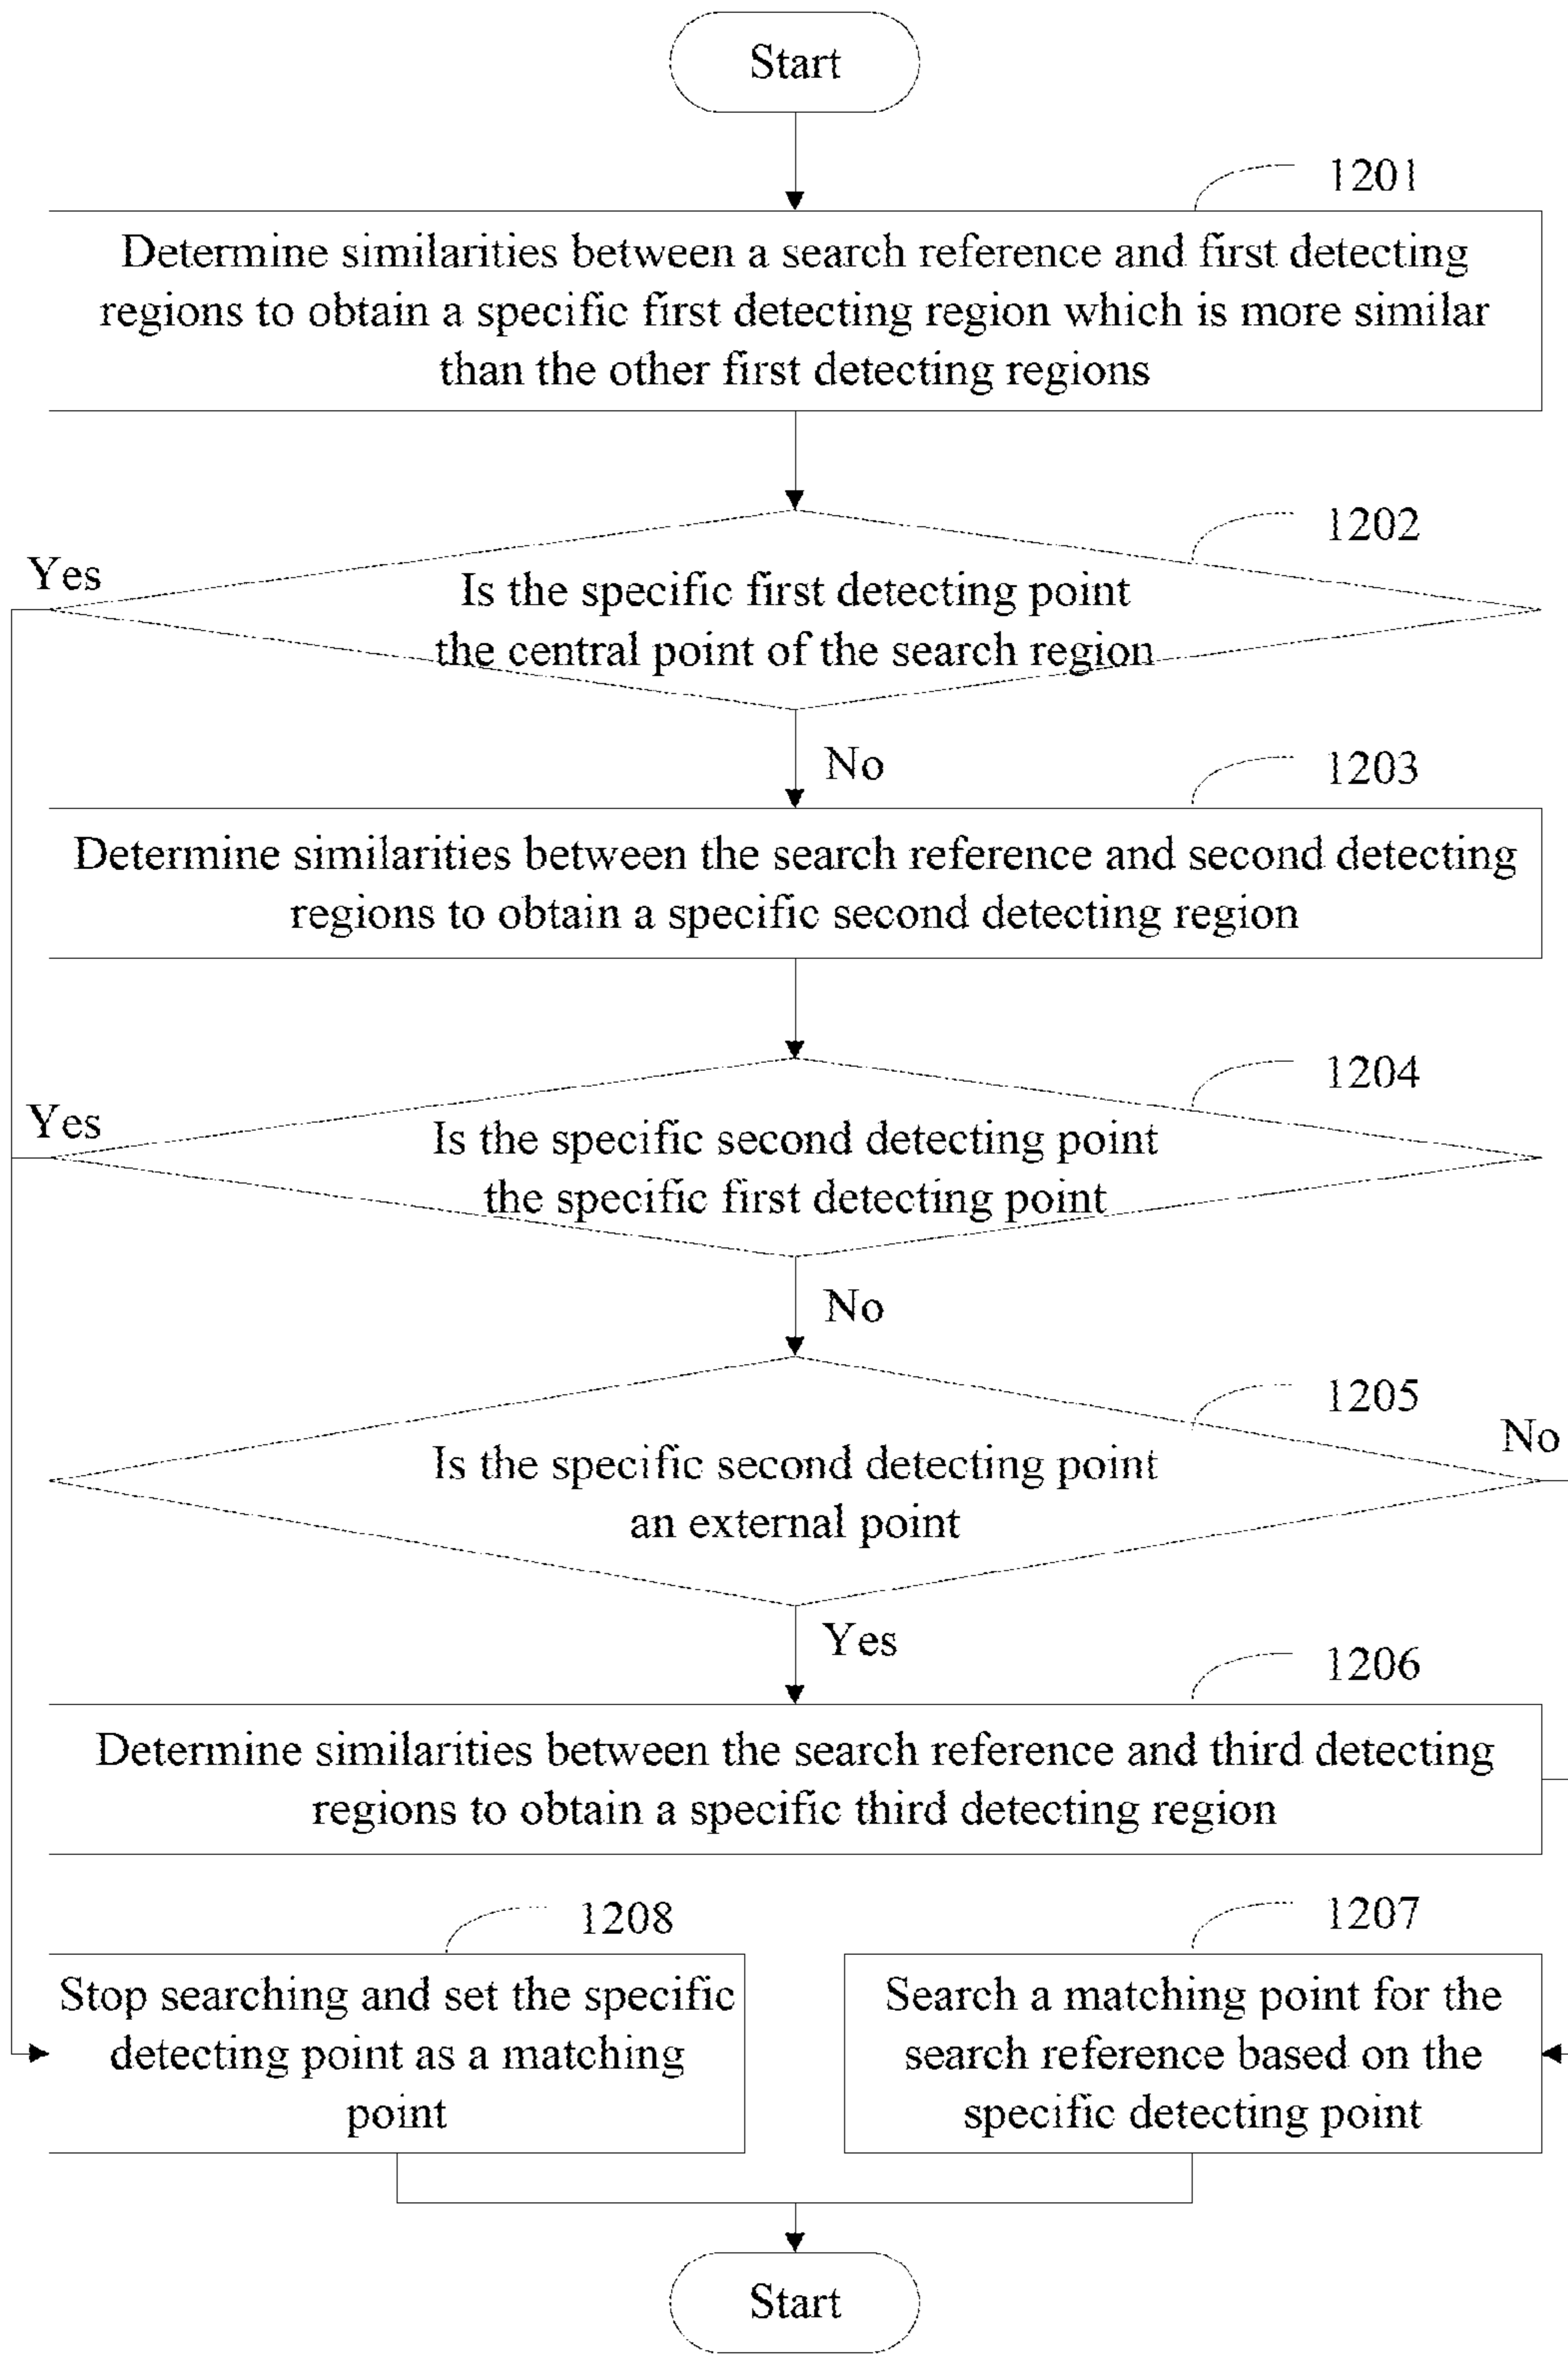 Start
1201
Determine similarities between a search reference and first detecting
regions to obtain a specific first detecting region which is more similar
than the other first detecting regions
1202
Yes
Is the specific first detecting point
the central point of the search region
No
1203
Determine similarities between the search reference and second detecting
regions to obtain a specific second detecting region
1204
Yes
Is the specific second detecting point
the specific first detecting point
No
1205
No
Is the specific second detecting point
an external point
Yes
1206
Determine similarities between the search reference and third detecting
regions to obtain a specific third detecting region
1208
Stop searching and set the specific
detecting point as a matching
point
1207
Search a matching point for the
search reference based on the
specific detecting point
Start